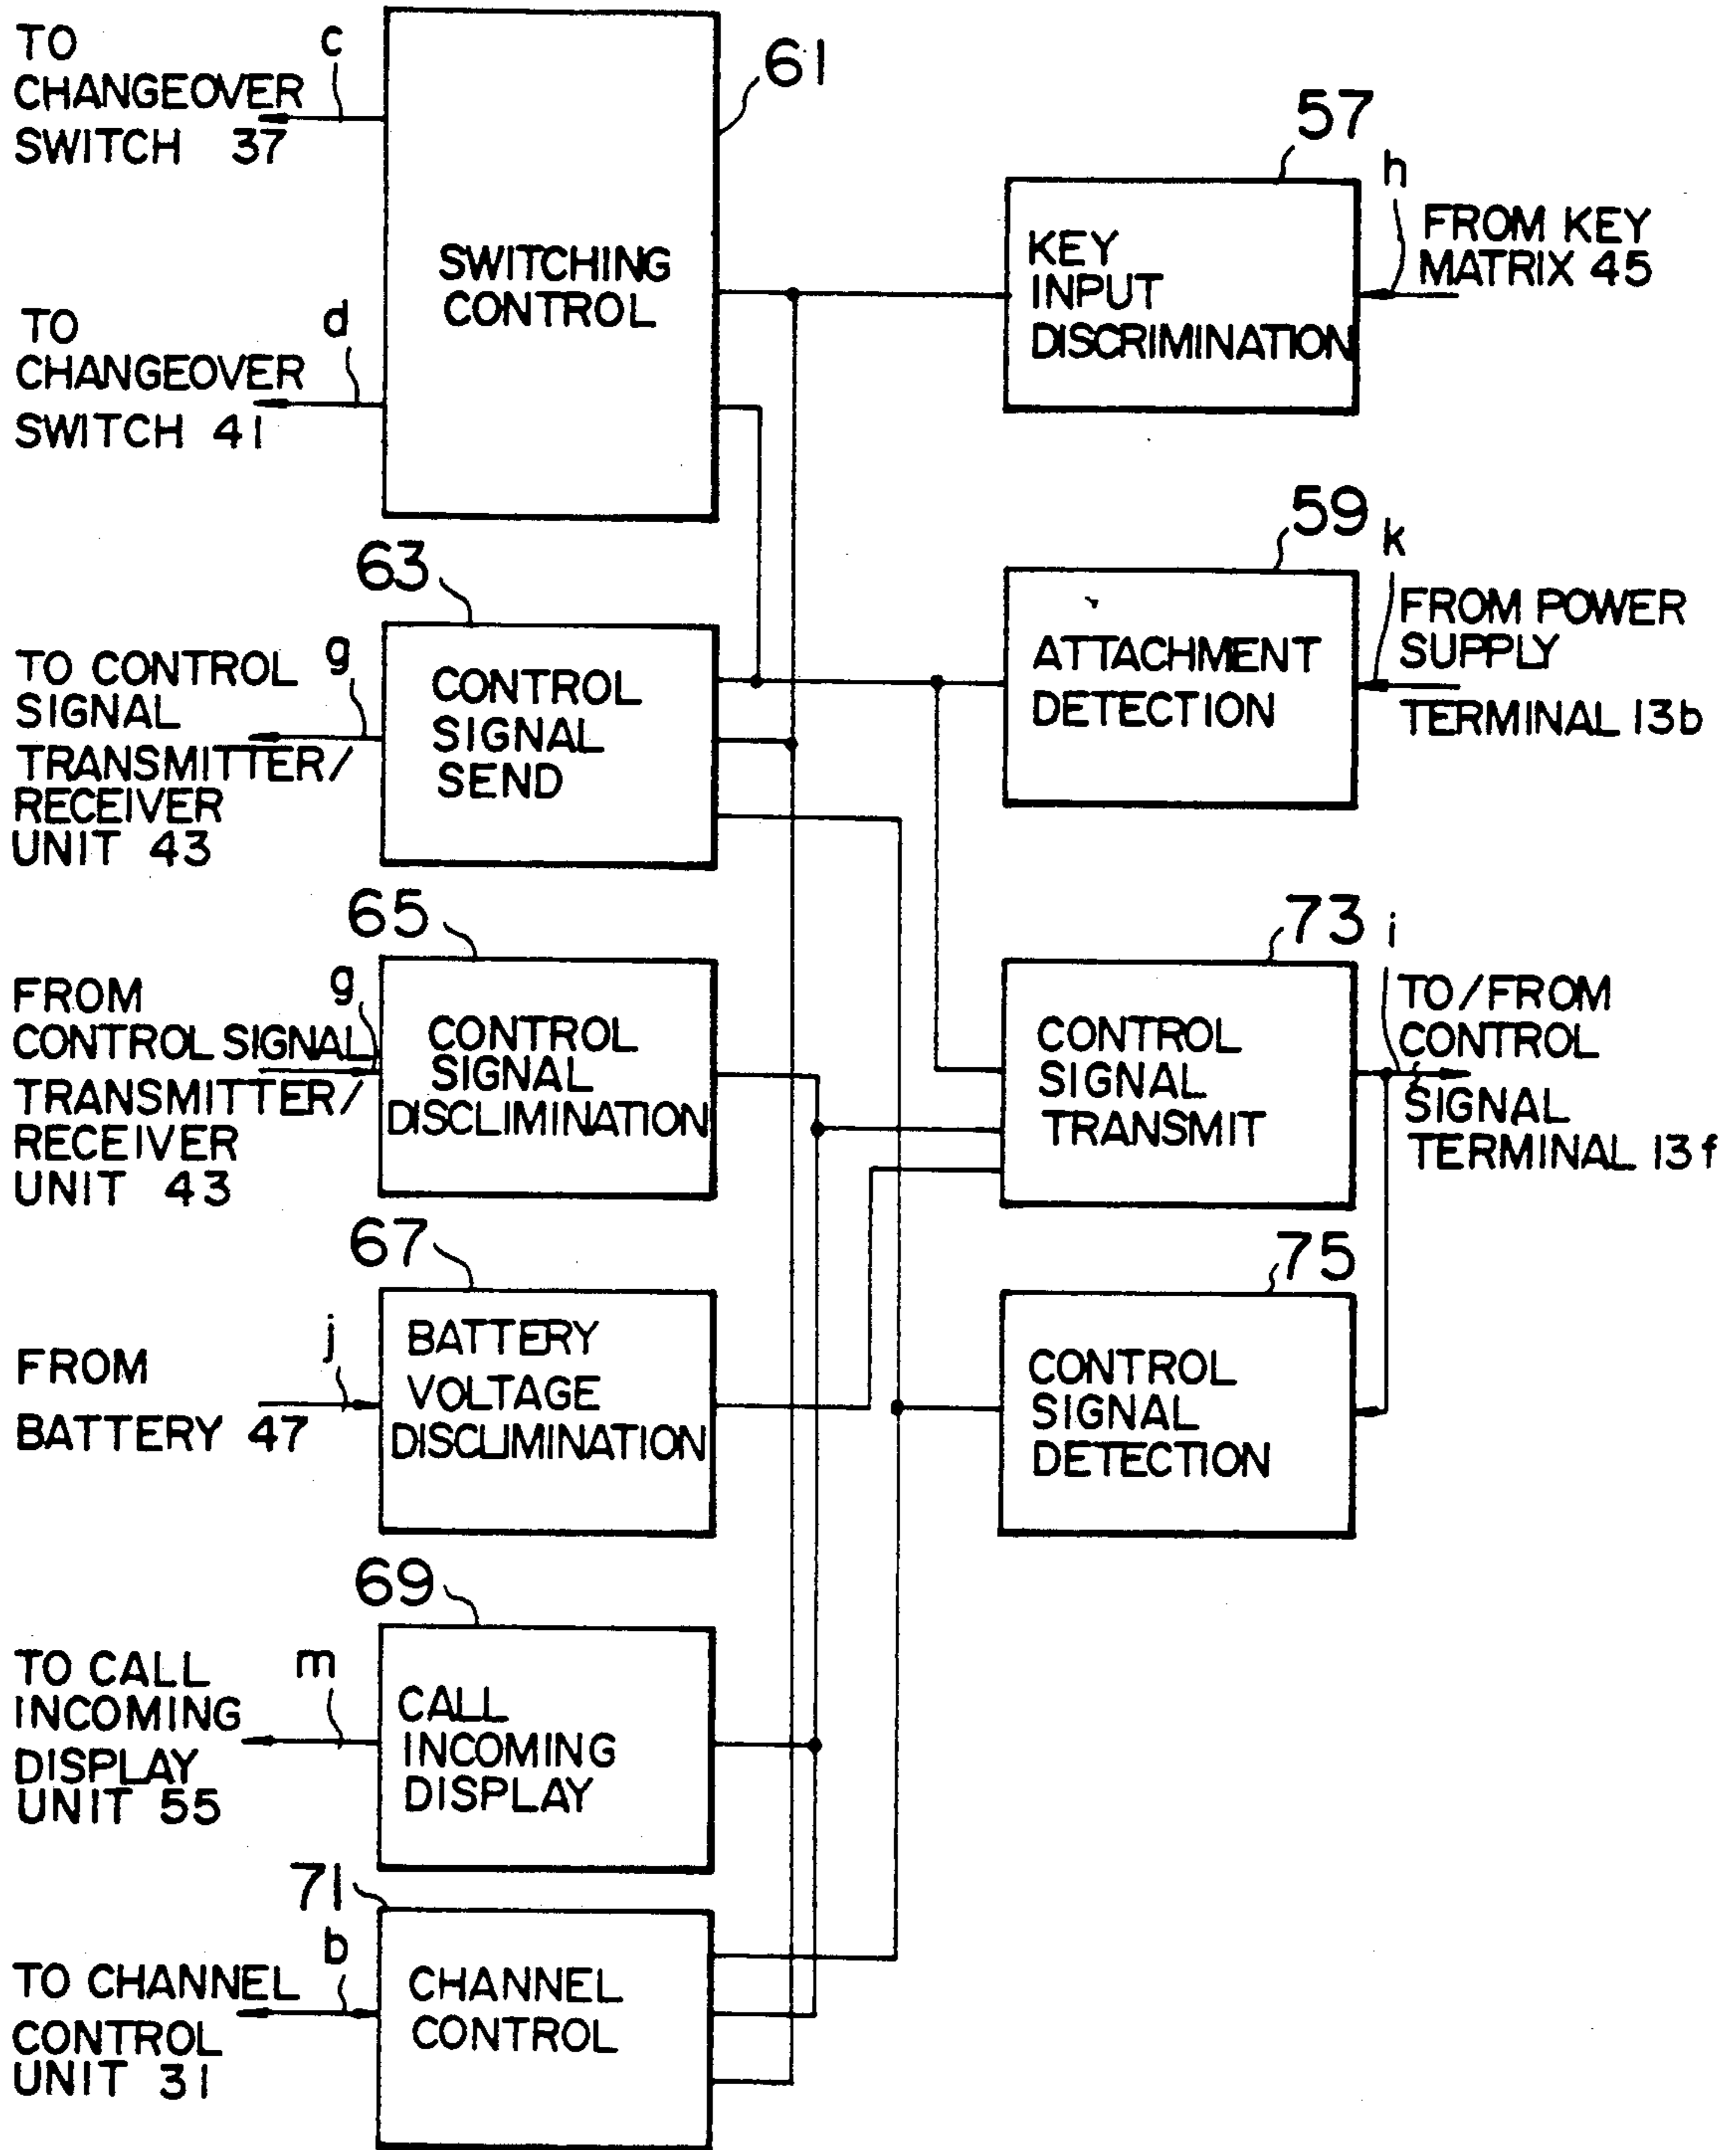 TO
CHANGEOVER
SWITCH 37
c
61
SWITCHING
CONTROL
TO
CHANGEOVER
SWITCH 41
d
57
h
KEY
INPUT
DISCRIMINATION
FROM KEY
MATRIX 45
59
k
ATTACHMENT
DETECTION
FROM POWER
SUPPLY
TERMINAL 13b
63
g
TO CONTROL
SIGNAL
TRANSMITTER/
RECEIVER
UNIT 43
CONTROL
SIGNAL
SEND
65
g
FROM
CONTROL SIGNAL
TRANSMITTER/
RECEIVER
UNIT 43
CONTROL
SIGNAL
DISCLIMINATION
73
i
CONTROL
SIGNAL
TRANSMIT
TO/FROM
CONTROL
SIGNAL
TERMINAL 13f
67
j
FROM
BATTERY 47
BATTERY
VOLTAGE
DISCLIMINATION
75
CONTROL
SIGNAL
DETECTION
69
m
TO CALL
INCOMING
DISPLAY
UNIT 55
CALL
INCOMING
DISPLAY
71
b
TO CHANNEL
CONTROL
UNIT 31
CHANNEL
CONTROL